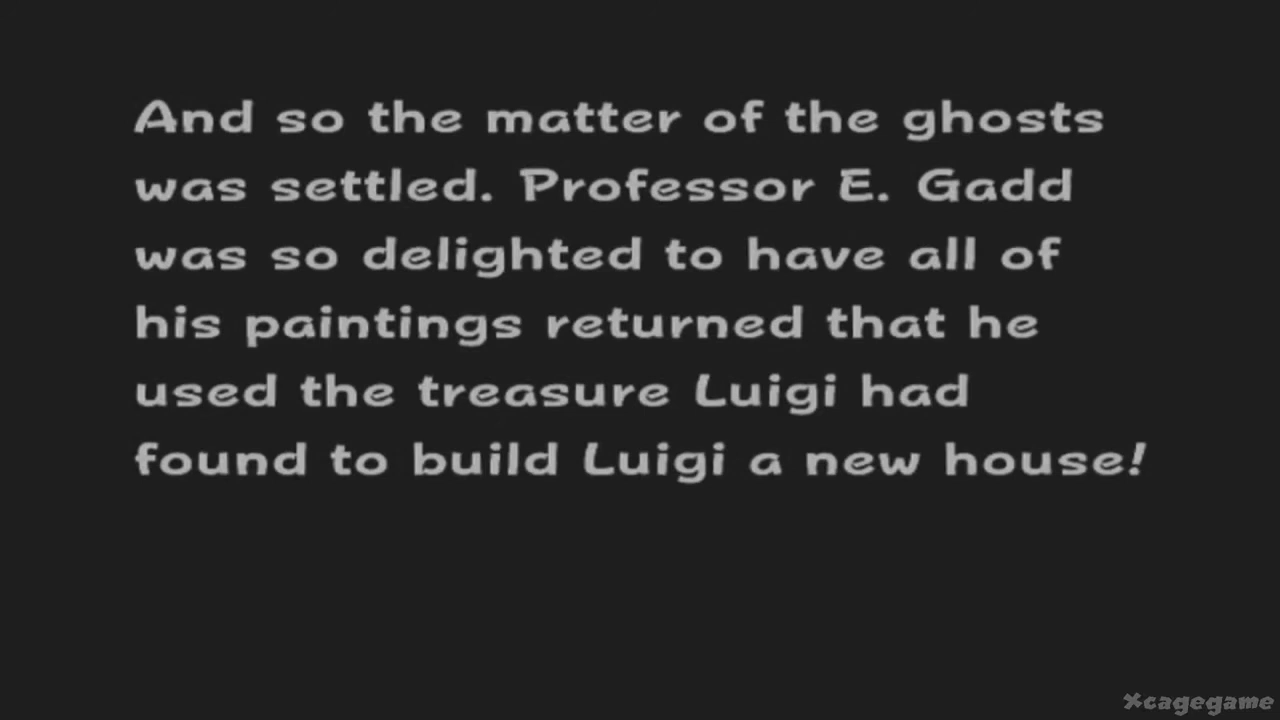 And so the matter of the ghosts
was settled. Professor E. Gadd
was so delighted to have all of
his paintings returned that he
used the treasure Luigi had
found to build Luigi a new house!
Xcagegame